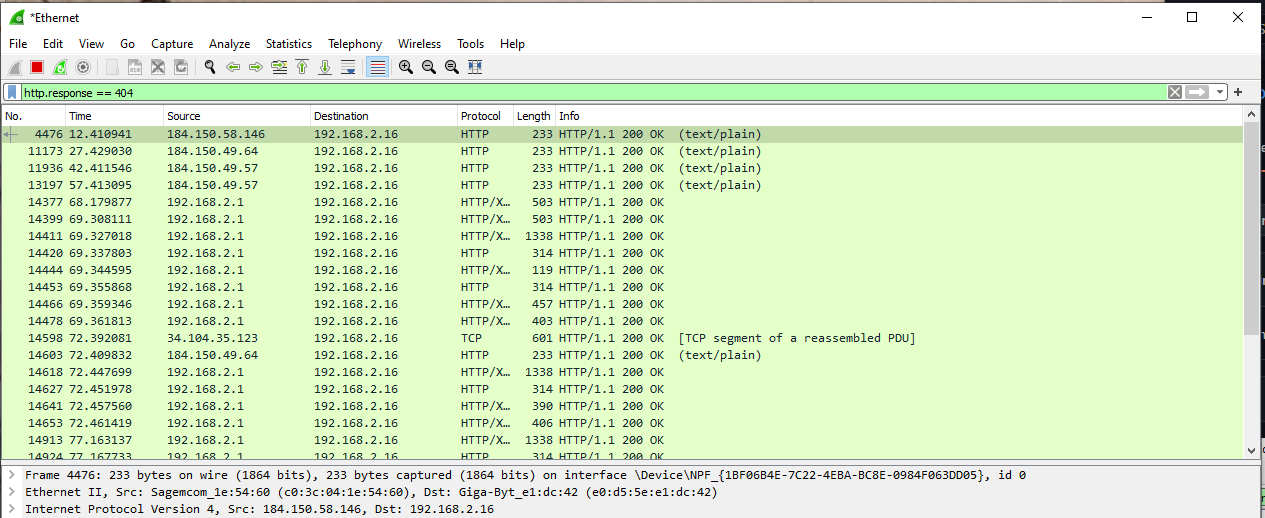 *Ethernet
File Edit View Go Capture Analyze Statistics Telephony Wireless Tools Help
http.response == 404
No. Time Source Destination Protocol Length Info
4476 12.410941 184.150.58.146 192.168.2.16 HTTP 233 HTTP/1.1 200 OK (text/plain)
11173 27.429030 184.150.49.64 192.168.2.16 HTTP 233 HTTP/1.1 200 OK (text/plain)
11936 42.411546 184.150.49.57 192.168.2.16 HTTP 233 HTTP/1.1 200 OK (text/plain)
13197 57.413095 184.150.49.57 192.168.2.16 HTTP 233 HTTP/1.1 200 OK (text/plain)
14377 68.179877 192.168.2.1 192.168.2.16 HTTP/X… 503 HTTP/1.1 200 OK
14399 69.308111 192.168.2.1 192.168.2.16 HTTP/X… 503 HTTP/1.1 200 OK
14411 69.327018 192.168.2.1 192.168.2.16 HTTP/X… 1338 HTTP/1.1 200 OK
14420 69.337803 192.168.2.1 192.168.2.16 HTTP 314 HTTP/1.1 200 OK
14444 69.344595 192.168.2.1 192.168.2.16 HTTP/X… 119 HTTP/1.1 200 OK
14453 69.355868 192.168.2.1 192.168.2.16 HTTP 314 HTTP/1.1 200 OK
14466 69.359346 192.168.2.1 192.168.2.16 HTTP/X… 457 HTTP/1.1 200 OK
14478 69.361813 192.168.2.1 192.168.2.16 HTTP/X… 403 HTTP/1.1 200 OK
14598 72.392081 34.104.35.123 192.168.2.16 TCP 601 HTTP/1.1 200 OK [TCP segment of a reassembled PDU]
14603 72.409832 184.150.49.64 192.168.2.16 HTTP 233 HTTP/1.1 200 OK (text/plain)
14618 72.447699 192.168.2.1 192.168.2.16 HTTP/X… 1338 HTTP/1.1 200 OK
14627 72.451978 192.168.2.1 192.168.2.16 HTTP 314 HTTP/1.1 200 OK
14641 72.457560 192.168.2.1 192.168.2.16 HTTP/X… 390 HTTP/1.1 200 OK
14653 72.461419 192.168.2.1 192.168.2.16 HTTP/X… 406 HTTP/1.1 200 OK
14913 77.163137 192.168.2.1 192.168.2.16 HTTP/X… 1338 HTTP/1.1 200 OK
14924 77.167733 192.168.2.1 192.168.2.16 HTTP 314 HTTP/1.1 200 OK
Frame 4476: 233 bytes on wire (1864 bits), 233 bytes captured (1864 bits) on interface \Device\NPF_{1BF06B4E-7C22-4EBA-BC8E-0984F063DD05}, id 0
Ethernet II, Src: Sagemcom_1e:54:60 (c0:3c:04:1e:54:60), Dst: Giga-Byt_e1:dc:42 (e0:d5:5e:e1:dc:42)
Internet Protocol Version 4, Src: 184.150.58.146, Dst: 192.168.2.16